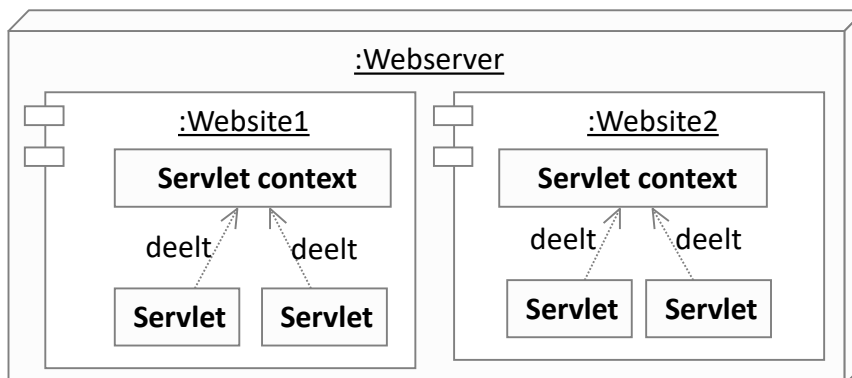 :Webserver
:Website1
Servlet context
deelt
deelt
Servlet
Servlet
:Website2
Servlet context
deelt
deelt
Servlet
Servlet